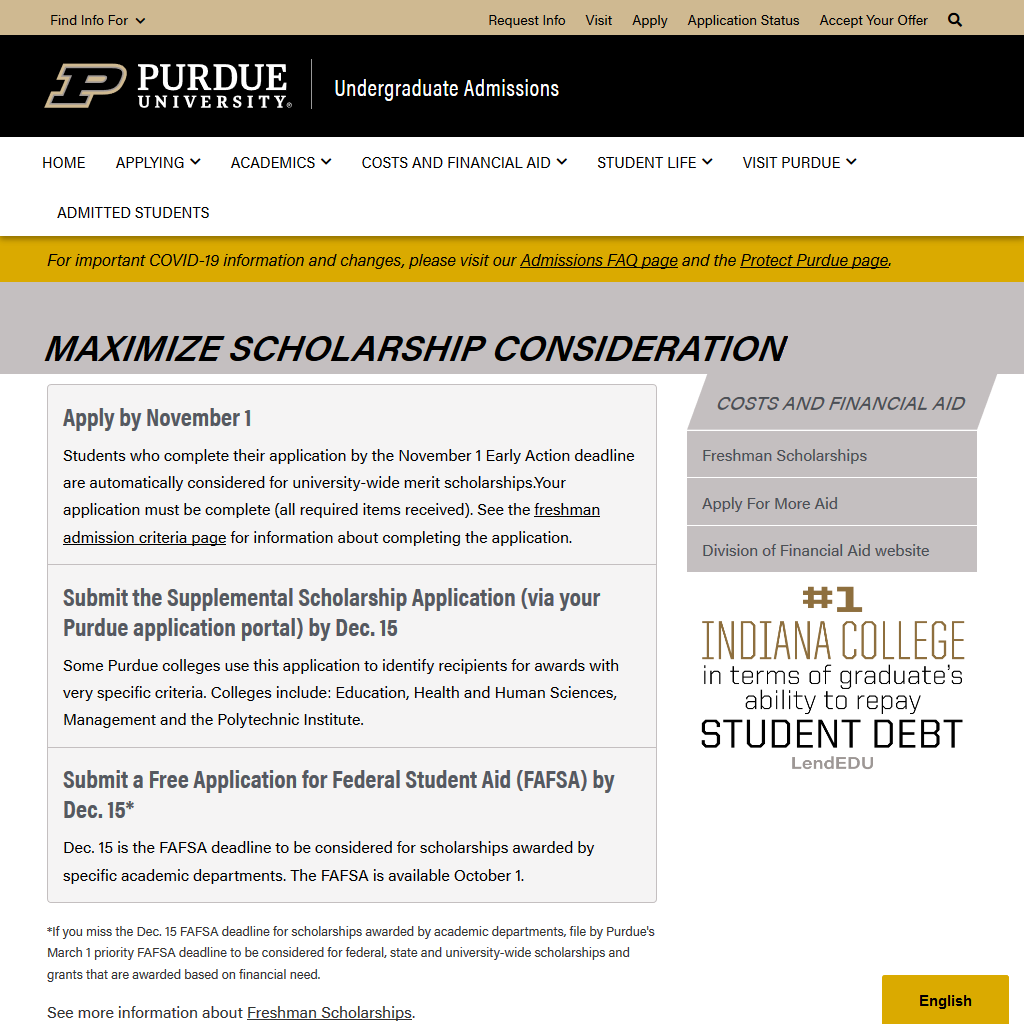 Find Info For
Request Info Visit Apply Application Status Accept Your Offer
PURDUE
UNIVERSITY®
Undergraduate Admissions
HOME APPLYING ACADEMICS COSTS AND FINANCIAL AID STUDENT LIFE VISIT PURDUE
ADMITTED STUDENTS
For important COVID-19 information and changes, please visit our Admissions FAQ page and the Protect Purdue page.
MAXIMIZE SCHOLARSHIP CONSIDERATION
Apply by November 1
Students who complete their application by the November 1 Early Action deadline
are automatically considered for university-wide merit scholarships.Your
application must be complete (all required items received). See the freshman
admission criteria page for information about completing the application.
Submit the Supplemental Scholarship Application (via your
Purdue application portal) by Dec. 15
Some Purdue colleges use this application to identify recipients for awards with
very specific criteria. Colleges include: Education, Health and Human Sciences,
Management and the Polytechnic Institute.
Submit a Free Application for Federal Student Aid (FAFSA) by
Dec. 15*
Dec. 15 is the FAFSA deadline to be considered for scholarships awarded by
specific academic departments. The FAFSA is available October 1.
*If you miss the Dec. 15 FAFSA deadline for scholarships awarded by academic departments, file by Purdue's
March 1 priority FAFSA deadline to be considered for federal, state and university-wide scholarships and
grants that are awarded based on financial need.
See more information about Freshman Scholarships.
COSTS AND FINANCIAL AID
Freshman Scholarships
Apply For More Aid
Division of Financial Aid website
#1
INDIANA COLLEGE
in terms of graduate's
ability to repay
STUDENT DEBT
LendEDU
English